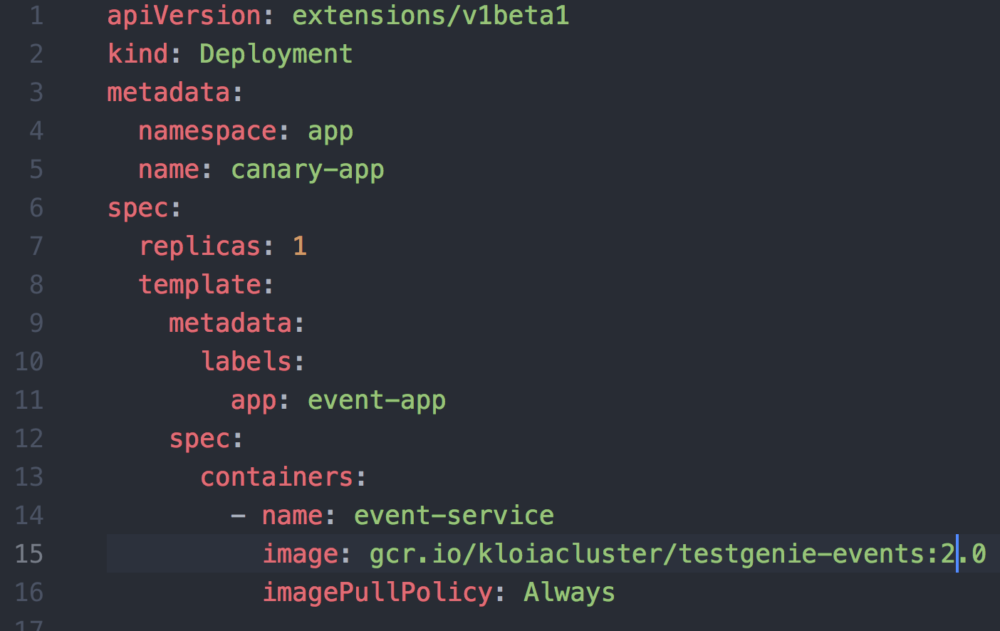 1 apiVersion: extensions/v1beta1
2 kind: Deployment
3 metadata:
4   namespace: app
5   name: canary-app
6 spec:
7   replicas: 1
8   template:
9     metadata:
10       labels:
11         app: event-app
12     spec:
13       containers:
14         - name: event-service
15           image: gcr.io/kloiacluster/testgenie-events:2.0
16           imagePullPolicy: Always
17